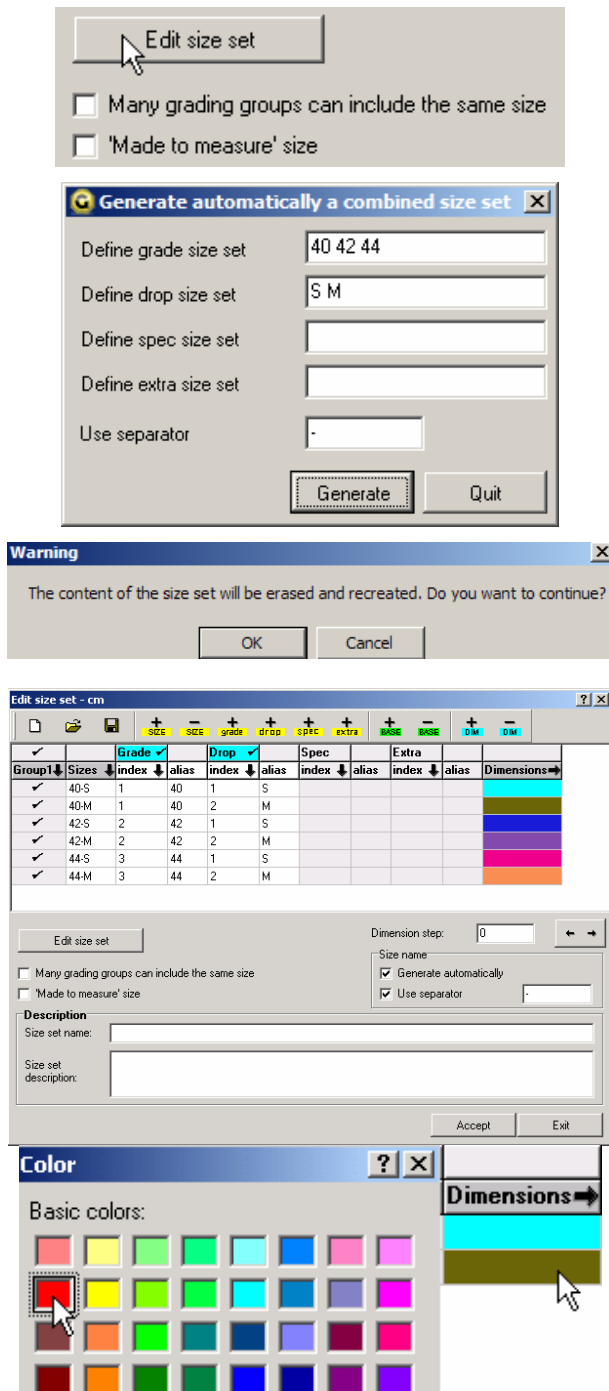 Edit size set
Many grading groups can include the same size
'Made to measure' size
Generate automatically a combined size set
Define grade size set 40 42 44
Define drop size set S M
Define spec size set
Define extra size set
Use separator -
Generate Quit
Warning
The content of the size set will be erased and recreated. Do you want to continue?
OK Cancel
Edit size set - cm
+ SIZE - SIZE + grade + drop + spec + extra + BASE - BASE + DIM - DIM
Grade Drop Spec Extra
Group1 Sizes index alias index alias index alias index alias Dimensions
40-S 1 40 1 S
40-M 1 40 2 M
42-S 2 42 1 S
42-M 2 42 2 M
44-S 3 44 1 S
44-M 3 44 2 M
Edit size set Dimension step: 0
Size name
Many grading groups can include the same size Generate automatically
'Made to measure' size Use separator -
Description
Size set name:
Size set
description:
Accept Exit
Color
Dimensions
Basic colors: